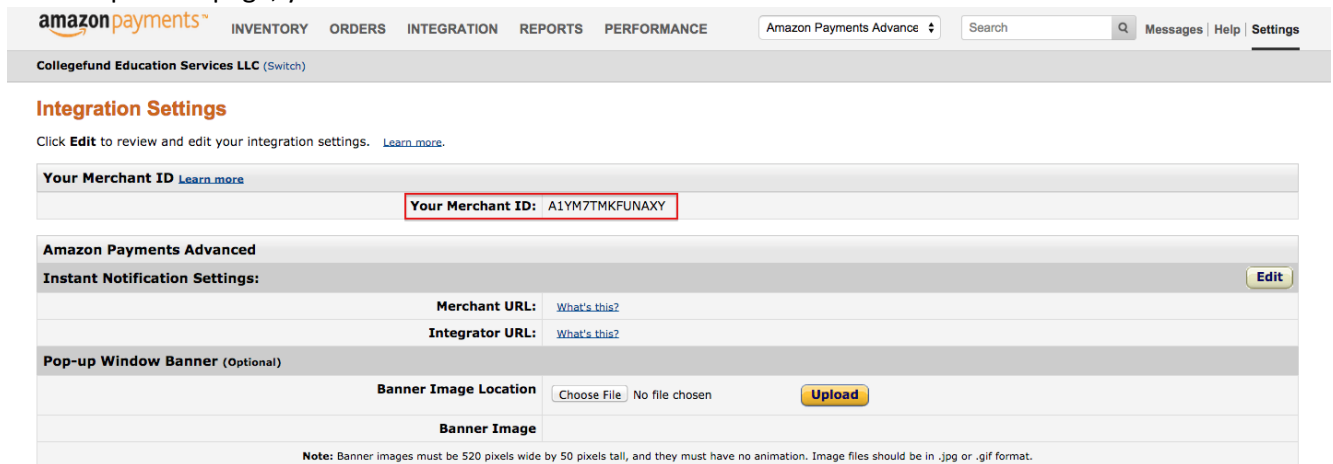 amazon payments™ INVENTORY ORDERS INTEGRATION REPORTS PERFORMANCE Amazon Payments Advance Search Messages | Help | Settings
Collegefund Education Services LLC (Switch)
Integration Settings
Click Edit to review and edit your integration settings. Learn more.
Your Merchant ID Learn more
Your Merchant ID: A1YM7TMKFUNAXY
Amazon Payments Advanced
Instant Notification Settings: Edit
Merchant URL: What's this?
Integrator URL: What's this?
Pop-up Window Banner (Optional)
Banner Image Location Choose File No file chosen Upload
Banner Image
Note: Banner images must be 520 pixels wide by 50 pixels tall, and they must have no animation. Image files should be in .jpg or .gif format.